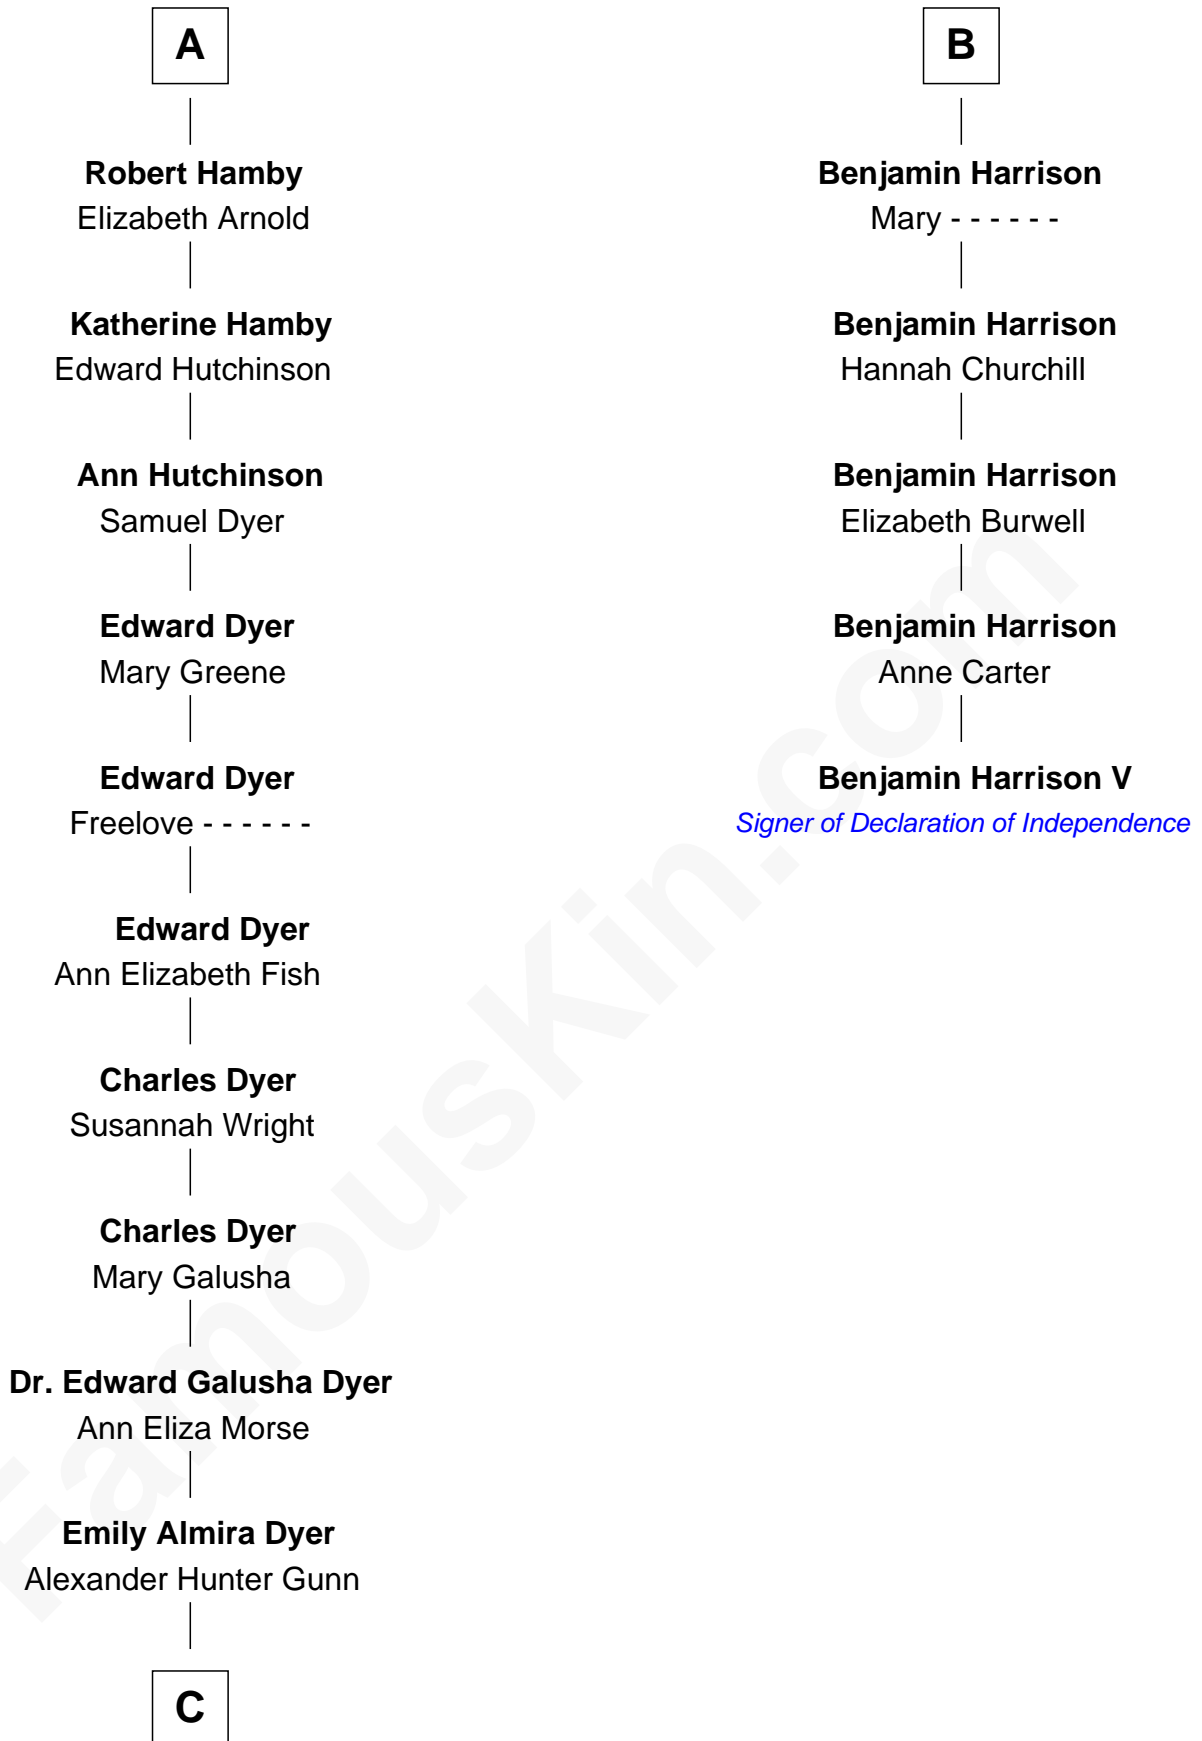 A
Robert Hamby
Elizabeth Arnold
Katherine Hamby
Edward Hutchinson
Ann Hutchinson
Samuel Dyer
Edward Dyer
Mary Greene
Edward Dyer
Freelove - - - - - -
Edward Dyer
Ann Elizabeth Fish
Charles Dyer
Susannah Wright
Charles Dyer
Mary Galusha
Dr. Edward Galusha Dyer
Ann Eliza Morse
Emily Almira Dyer
Alexander Hunter Gunn
C
B
Benjamin Harrison
Mary - - - - - -
Benjamin Harrison
Hannah Churchill
Benjamin Harrison
Elizabeth Burwell
Benjamin Harrison
Anne Carter
Benjamin Harrison V
Signer of Declaration of Independence
FamousKin.com